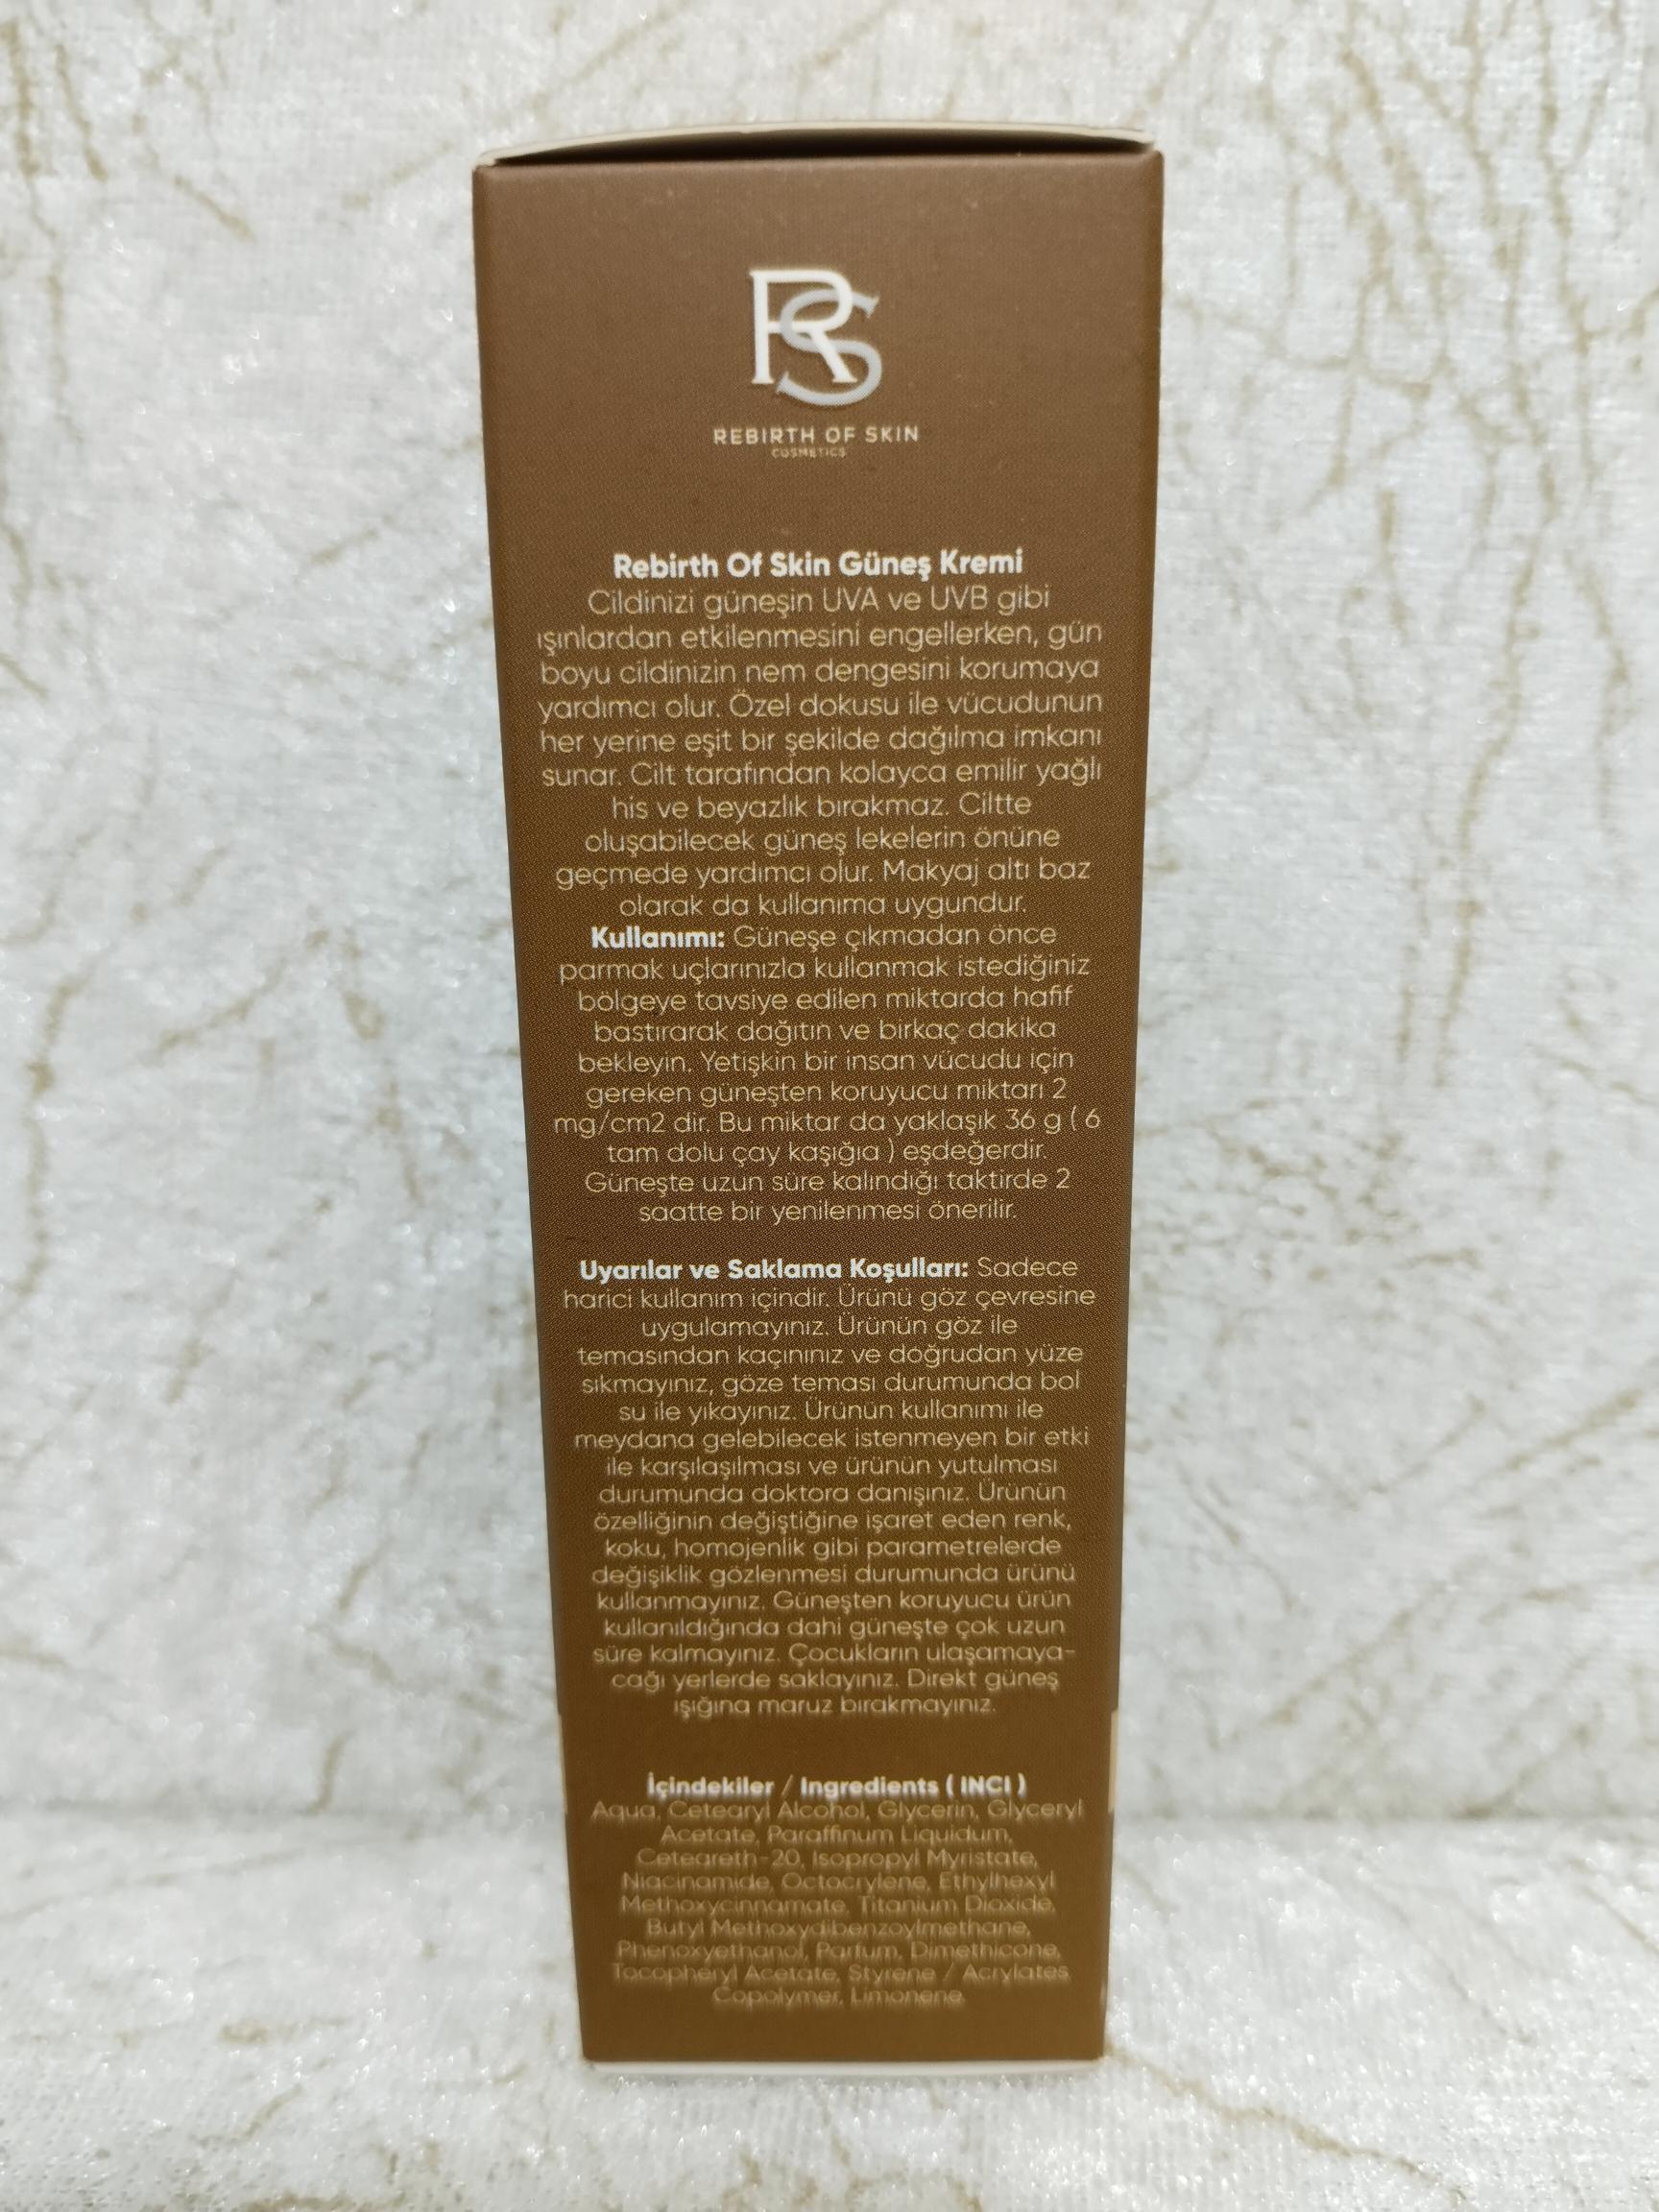 RS
REBIRTH OF SKIN
COSMETICS
Rebirth Of Skin Güneş Kremi
Cildinizi güneşin UVA ve UVB gibi
ışınlardan etkilenmesini engellerken, gün
boyu cildinizin nem dengesini korumaya
yardımcı olur. Özel dokusu ile vücudunun
her yerine eşit bir şekilde dağılma imkanı
sunar. Cilt tarafından kolayca emilir yağlı
his ve beyazlık bırakmaz. Ciltte
oluşabilecek güneş lekelerin önüne
geçmede yardımcı olur. Makyaj altı baz
olarak da kullanıma uygundur.
Kullanımı: Güneşe çıkmadan önce
parmak uçlarınızla kullanmak istediğiniz
bölgeye tavsiye edilen miktarda hafif
bastırarak dağıtın ve birkaç dakika
bekleyin. Yetişkin bir insan vücudu için
gereken güneşten koruyucu miktarı 2
mg/cm2 dir. Bu miktar da yaklaşık 36 g ( 6
tam dolu çay kaşığıa ) eşdeğerdir.
Güneşte uzun süre kalındığı taktirde 2
saatte bir yenilenmesi önerilir.
Uyarılar ve Saklama Koşulları: Sadece
harici kullanım içindir. Ürünü göz çevresine
uygulamayınız. Ürünün göz ile
temasından kaçınınız ve doğrudan yüze
sıkmayınız, göze teması durumunda bol
su ile yıkayınız. Ürünün kullanımı ile
meydana gelebilecek istenmeyen bir etki
ile karşılaşılması ve ürünün yutulması
durumunda doktora danışınız. Ürünün
özelliğinin değiştiğine işaret eden renk,
koku, homojenlik gibi parametrelerde
değişiklik gözlenmesi durumunda ürünü
kullanmayınız. Güneşten koruyucu ürün
kullanıldığında dahi güneşte çok uzun
süre kalmayınız. Çocukların ulaşamaya-
cağı yerlerde saklayınız. Direkt güneş
ışığına maruz bırakmayınız.
İçindekiler / Ingredients ( INCI )
Aqua, Cetearyl Alcohol, Glycerin, Glyceryl
Acetate, Paraffinum Liquidum,
Ceteareth-20, Isopropyl Myristate,
Niacinamide, Octocrylene, Ethylhexyl
Methoxycinnamate, Titanium Dioxide,
Butyl Methoxydibenzoylmethane,
Phenoxyethanol, Parfum, Dimethicone,
Tocopheryl Acetate, Styrene / Acrylates
Copolymer, Limonene.